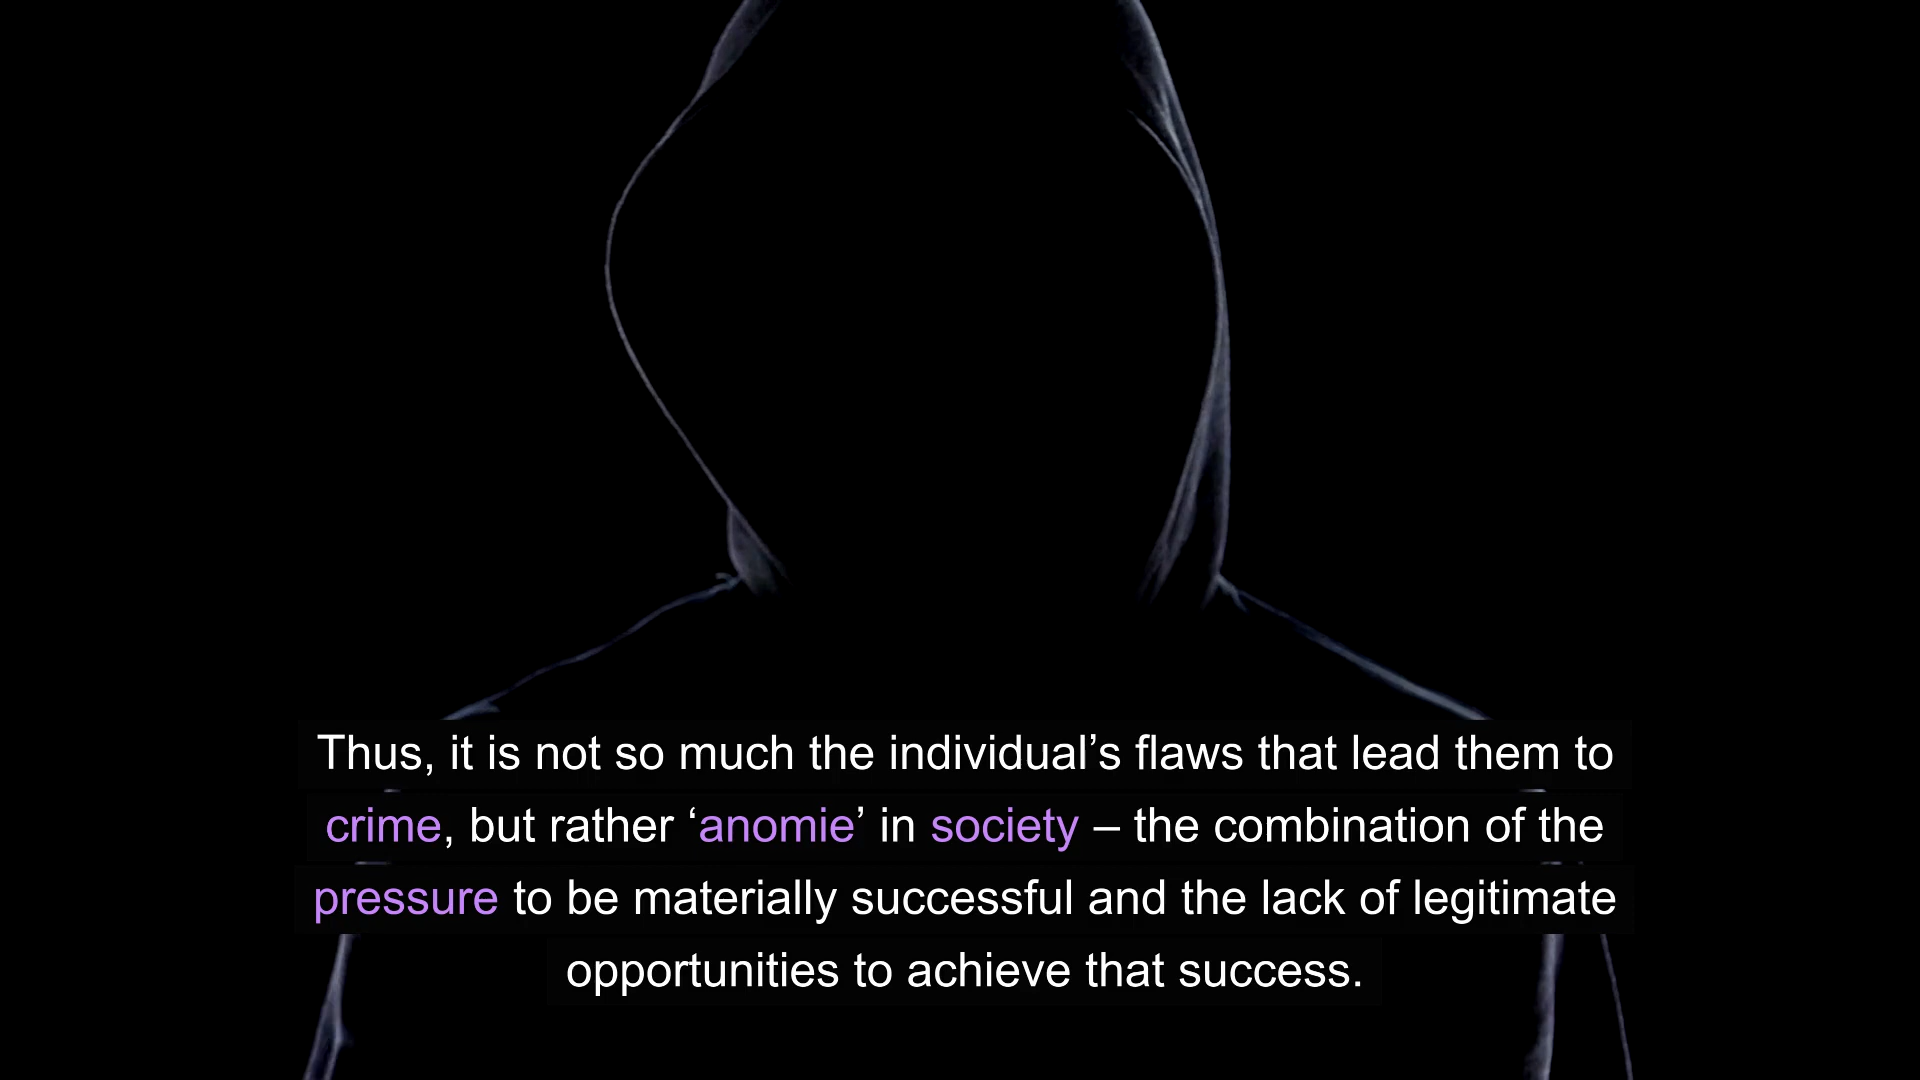 Thus, it is not so much the individual’s flaws that lead them to
crime, but rather ‘anomie’ in society – the combination of the
pressure to be materially successful and the lack of legitimate
opportunities to achieve that success.